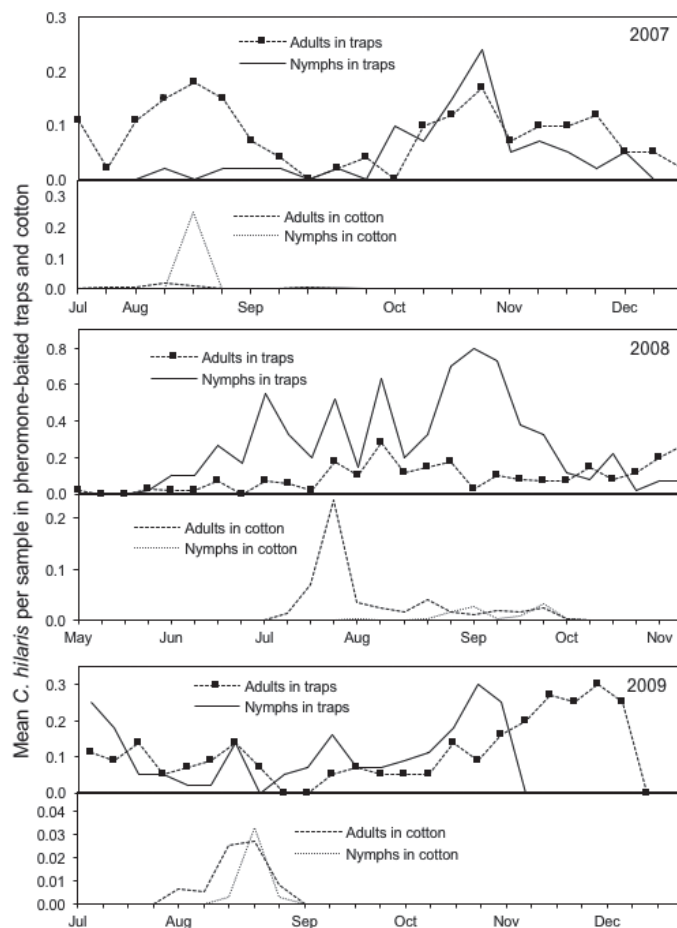 Mean C. hilaris per sample in pheromone-baited traps and cotton
0.3
0.2
0.1
0.0
Adults in traps
Nymphs in traps
2007
0.3
0.2
0.1
0.0
Adults in cotton
Nymphs in cotton
Jul Aug Sep Oct Nov Dec
0.8
0.6
0.4
0.2
0.0
Adults in traps
Nymphs in traps
2008
0.2
0.1
0.0
Adults in cotton
Nymphs in cotton
May Jun Jul Aug Sep Oct Nov
0.3
0.2
0.1
0.0
Adults in traps
Nymphs in traps
2009
0.04
0.03
0.02
0.01
0.00
Adults in cotton
Nymphs in cotton
Jul Aug Sep Oct Nov Dec